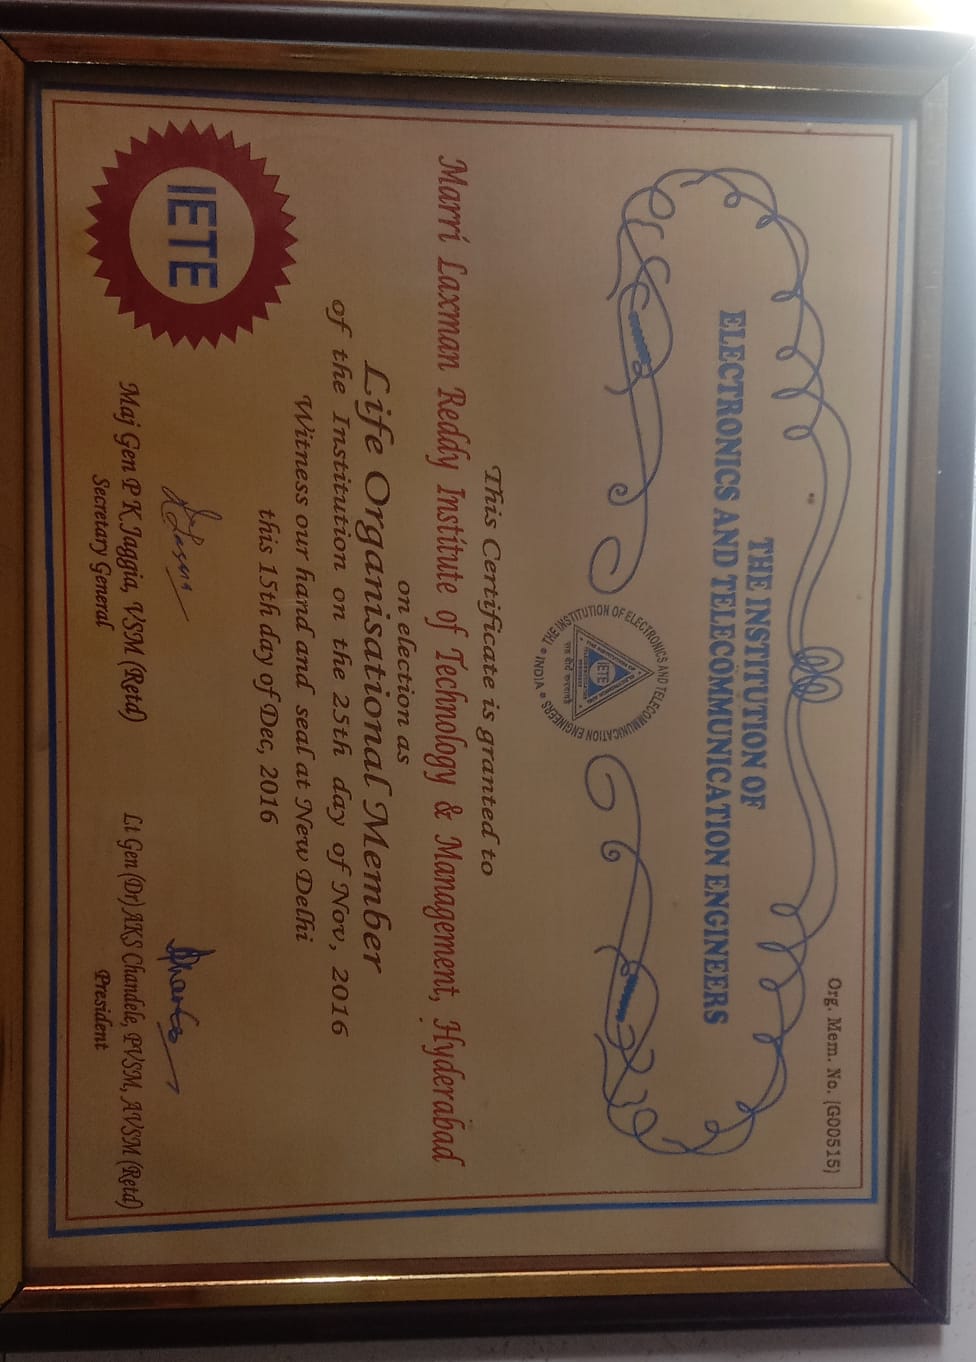 Org. Mem. No. (G00515)
THE INSTITUTION OF
ELECTRONICS AND TELECOMMUNICATION ENGINEERS
THE INSTITUTION OF ELECTRONICS AND TELECOMMUNICATION ENGINEERS
INDIA
IETE
This Certificate is granted to
Marri Laxman Reddy Institute of Technology & Management, Hyderabad
on election as
Life Organisational Member
of the Institution on the 25th day of Nov, 2016
Witness our hand and seal at New Delhi
this 15th day of Dec, 2016
IETE
Maj Gen P K Jaggia, VSM (Retd)
Secretary General
Lt Gen (Dr) AKS Chandele, PVSM, AVSM (Retd)
President